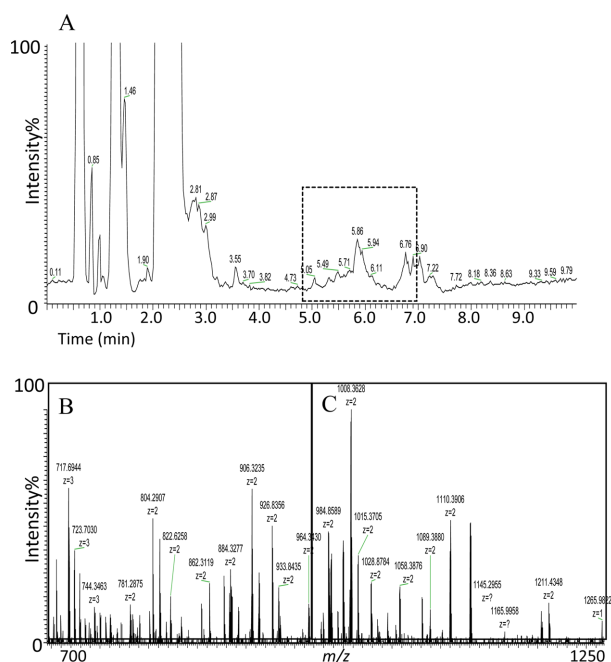 A
100
Intensity%
0
0.11
0.85
1.46
1.90
2.81
2.87
2.99
3.55
3.70
3.82
4.73
5.05
5.49
5.71
5.86
5.94
6.11
6.76
6.90
7.22
7.72
8.18
8.36
8.63
9.33
9.59
9.79
1.0 2.0 3.0 4.0 5.0 6.0 7.0 8.0 9.0
Time (min)
B
C
100
Intensity%
0
717.6944
z=3
723.7030
z=3
744.3463
z=3
781.2875
z=2
804.2907
z=2
822.6258
z=2
862.3119
z=2
884.3277
z=2
906.3235
z=2
926.8356
z=2
933.8435
z=2
964.3430
z=2
984.8589
z=2
1008.3628
z=2
1015.3705
z=2
1028.8784
z=2
1058.3876
z=2
1089.3880
z=2
1110.3906
z=2
1145.2955
z=?
1165.9958
z=?
1211.4348
z=2
z=1
700
m/z
1250